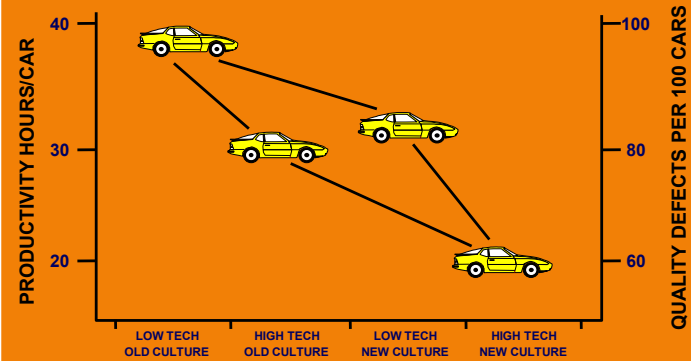 PRODUCTIVITY HOURS/CAR
40
30
20
100
80
60
QUALITY DEFECTS PER 100 CARS
LOW TECH
OLD CULTURE
HIGH TECH
OLD CULTURE
LOW TECH
NEW CULTURE
HIGH TECH
NEW CULTURE